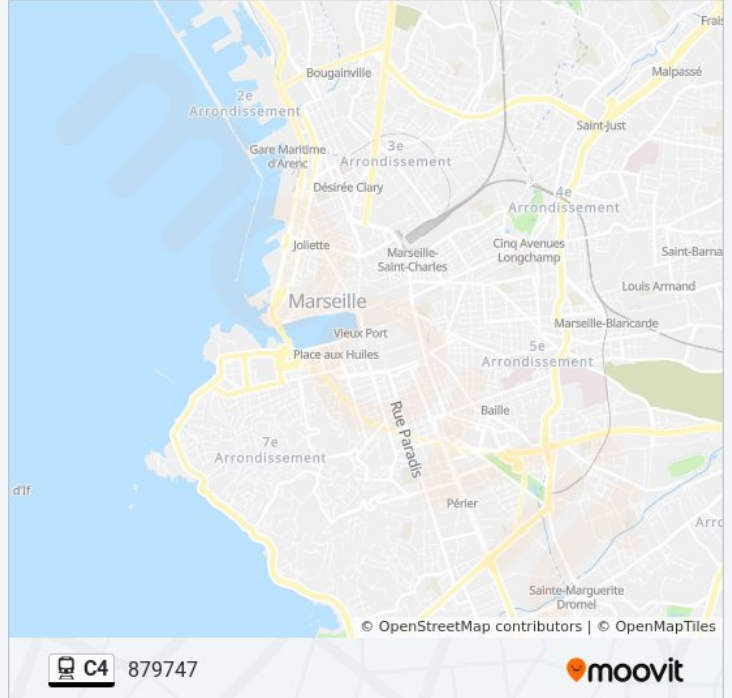 Frais
Bougainville
Malpassé
2e
Arrondissement
Saint-Just
Gare Maritime
d'Arenc
3e
Arrondissement
Désirée Clary
4e
Arrondissement
Joliette
Marseille-
Saint-Charles
Cinq Avenues
Longchamp
Saint-Barna
Louis Armand
Marseille
Marseille-Blancarde
Vieux Port
Place aux Huiles
5e
Arrondissement
Rue Paradis
Baille
7e
Arrondissement
d'If
Périer
Arro
Sainte-Marguerite
Dromel
© OpenStreetMap contributors | © OpenMapTiles
C4 879747
moovit